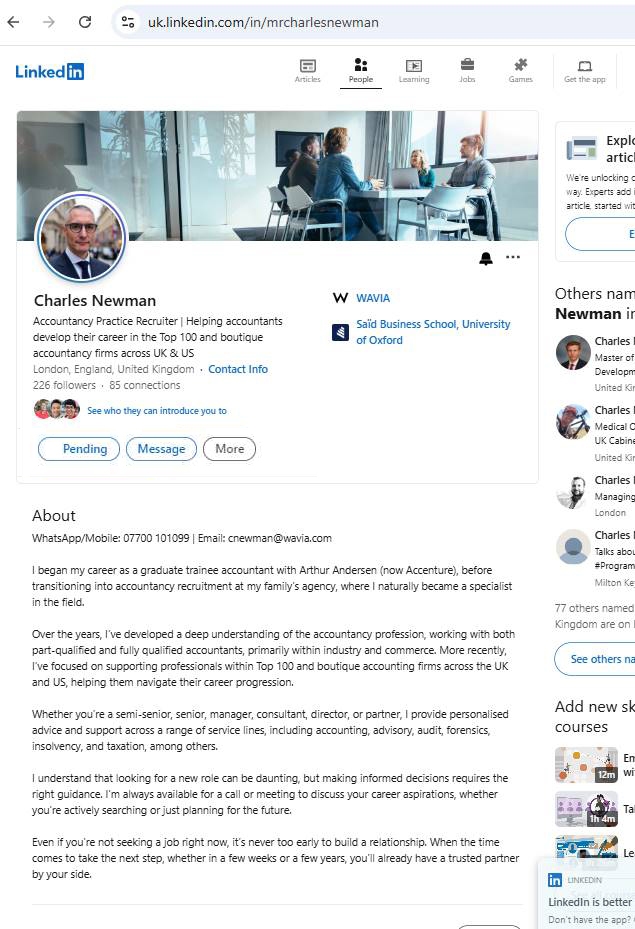 uk.linkedin.com/in/mrcharlesnewman
Linked in
Articles
People
Learning
Jobs
Games
Get the app
Charles Newman
Accountancy Practice Recruiter | Helping accountants
develop their career in the Top 100 and boutique
accountancy firms across UK & US
London, England, United Kingdom · Contact Info
226 followers · 85 connections
See who they can introduce you to
W WAVIA
Saïd Business School, University
of Oxford
Pending
Message
More
About
WhatsApp/Mobile: 07700 101099 | Email: cnewman@wavia.com
I began my career as a graduate trainee accountant with Arthur Andersen (now Accenture), before
transitioning into accountancy recruitment at my family's agency, where I naturally became a specialist
in the field.
Over the years, I've developed a deep understanding of the accountancy profession, working with both
part-qualified and fully qualified accountants, primarily within industry and commerce. More recently,
I've focused on supporting professionals within Top 100 and boutique accounting firms across the UK
and US, helping them navigate their career progression.
Whether you're a semi-senior, senior, manager, consultant, director, or partner, I provide personalised
advice and support across a range of service lines, including accounting, advisory, audit, forensics,
insolvency, and taxation, among others.
I understand that looking for a new role can be daunting, but making informed decisions requires the
right guidance. I'm always available for a call or meeting to discuss your career aspirations, whether
you're actively searching or just planning for the future.
Even if you're not seeking a job right now, it's never too early to build a relationship. When the time
comes to take the next step, whether in a few weeks or a few years, you'll already have a trusted partner
by your side.
Explo
artic
We're unlocking c
way. Experts add i
article, started wit
E
Others nam
Newman in
Charles
Master of
Developm
United Kin
Charles
Medical O
UK Cabine
United Kin
Charles
Managing
London
Charles
Talks abou
#Program
Milton Ke
77 others named
Kingdom are on
See others na
Add new sk
courses
12m
Em
wi
1h 4m
Tal
Le
in LINKEDIN
LinkedIn is better
Don't have the app?